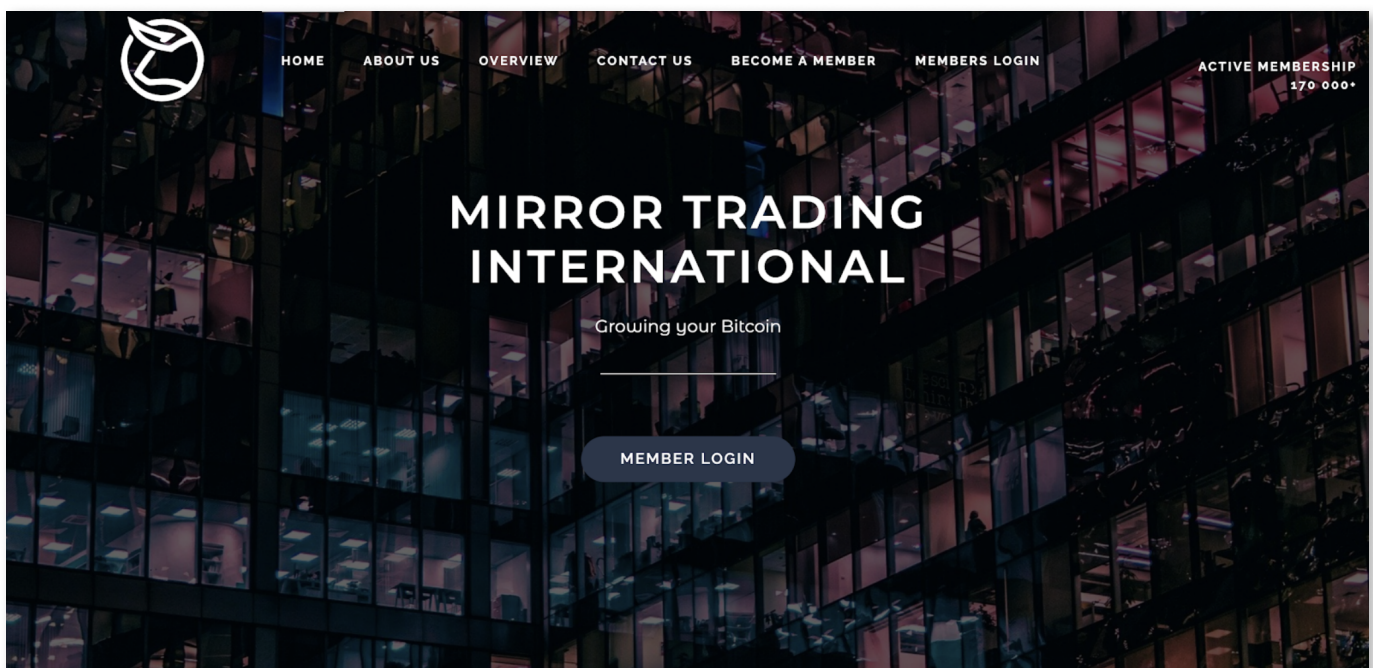 HOME
ABOUT US
OVERVIEW
CONTACT US
BECOME A MEMBER
MEMBERS LOGIN
ACTIVE MEMBERSHIP
170 000+
MIRROR TRADING
INTERNATIONAL
Growing your Bitcoin
MEMBER LOGIN